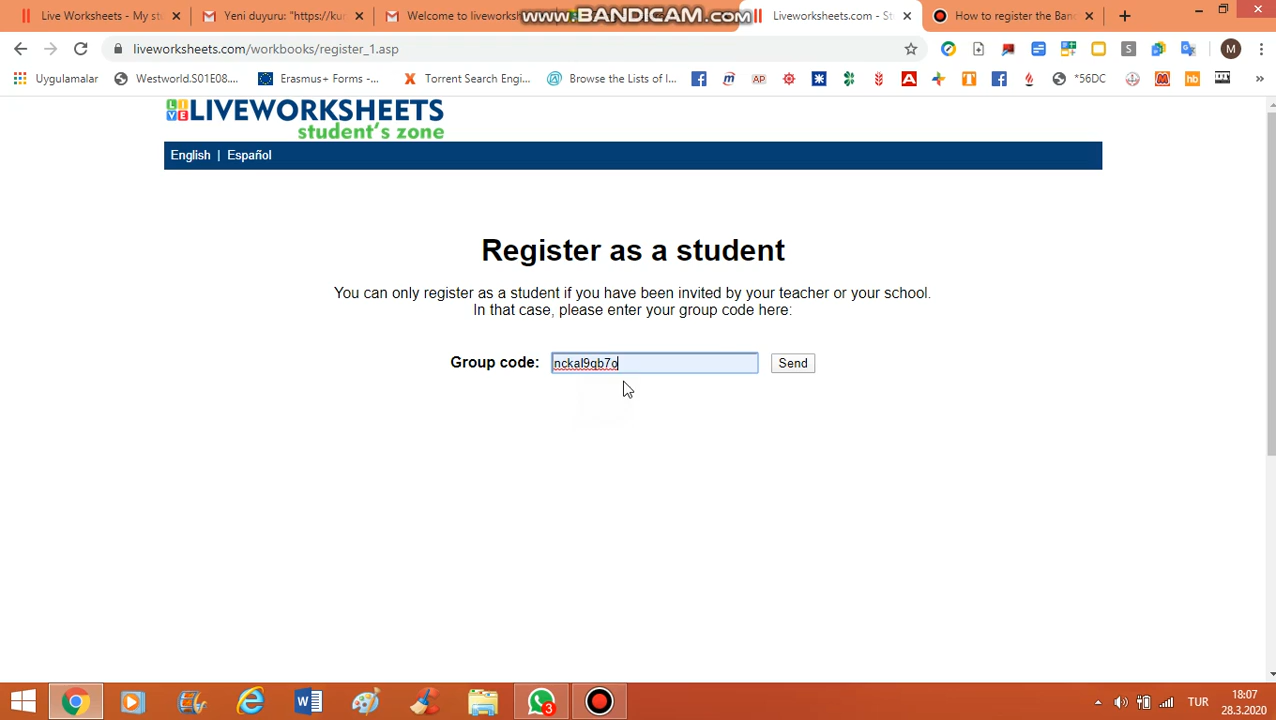 Live Worksheets - My st
Yeni duyuru: "https://kur
Welcome to livework
www.BANDICAM.com
Liveworksheets.com - S
How to register the Ban
liveworksheets.com/workbooks/register_1.asp
Uygulamalar
Westworld.S01E08....
Erasmus+ Forms -...
Torrent Search Engi...
Browse the Lists of I...
*56DC
LIVEWORKSHEETS
student's zone
English | Español
Register as a student
You can only register as a student if you have been invited by your teacher or your school.
In that case, please enter your group code here:
Group code:
Send
TUR
18:07
28.3.2020